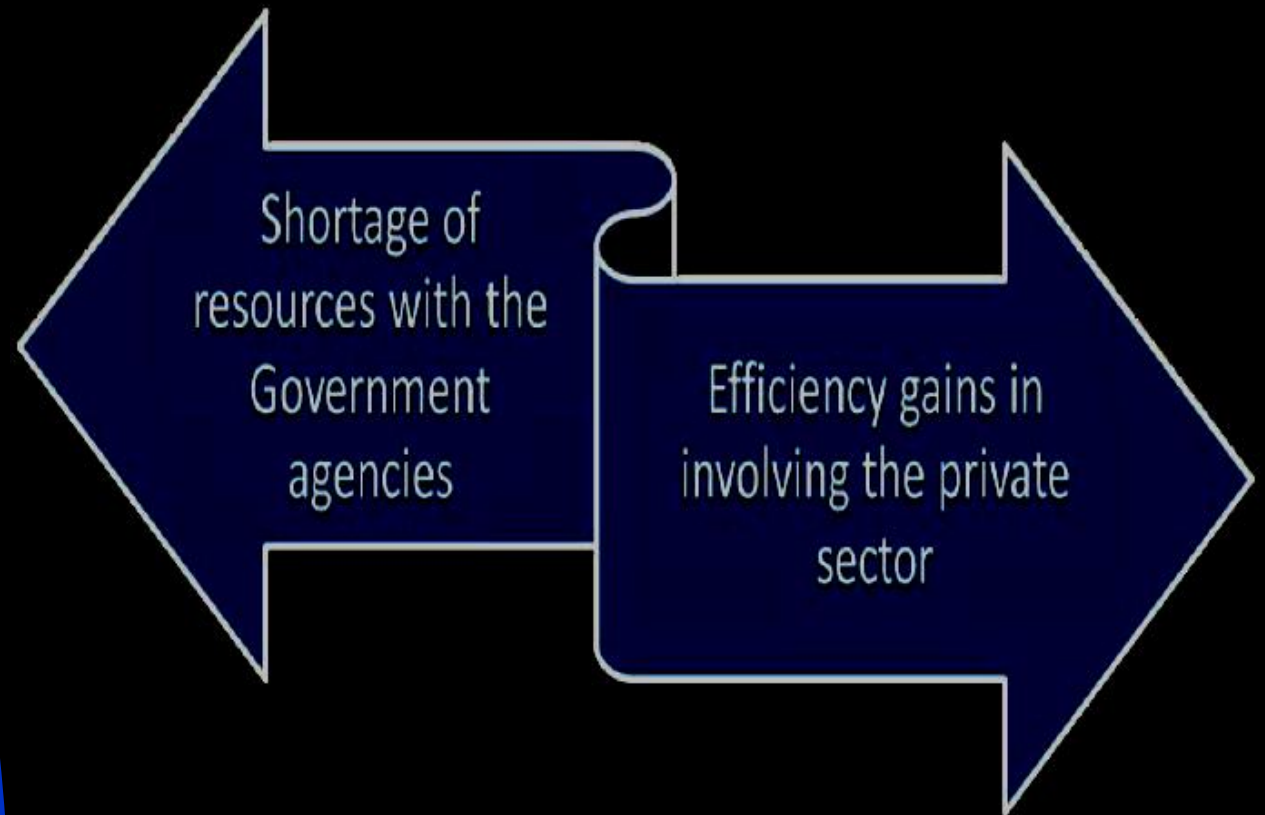 Shortage of
resources with the
Government
agencies
Efficiency gains in
involving the private
sector